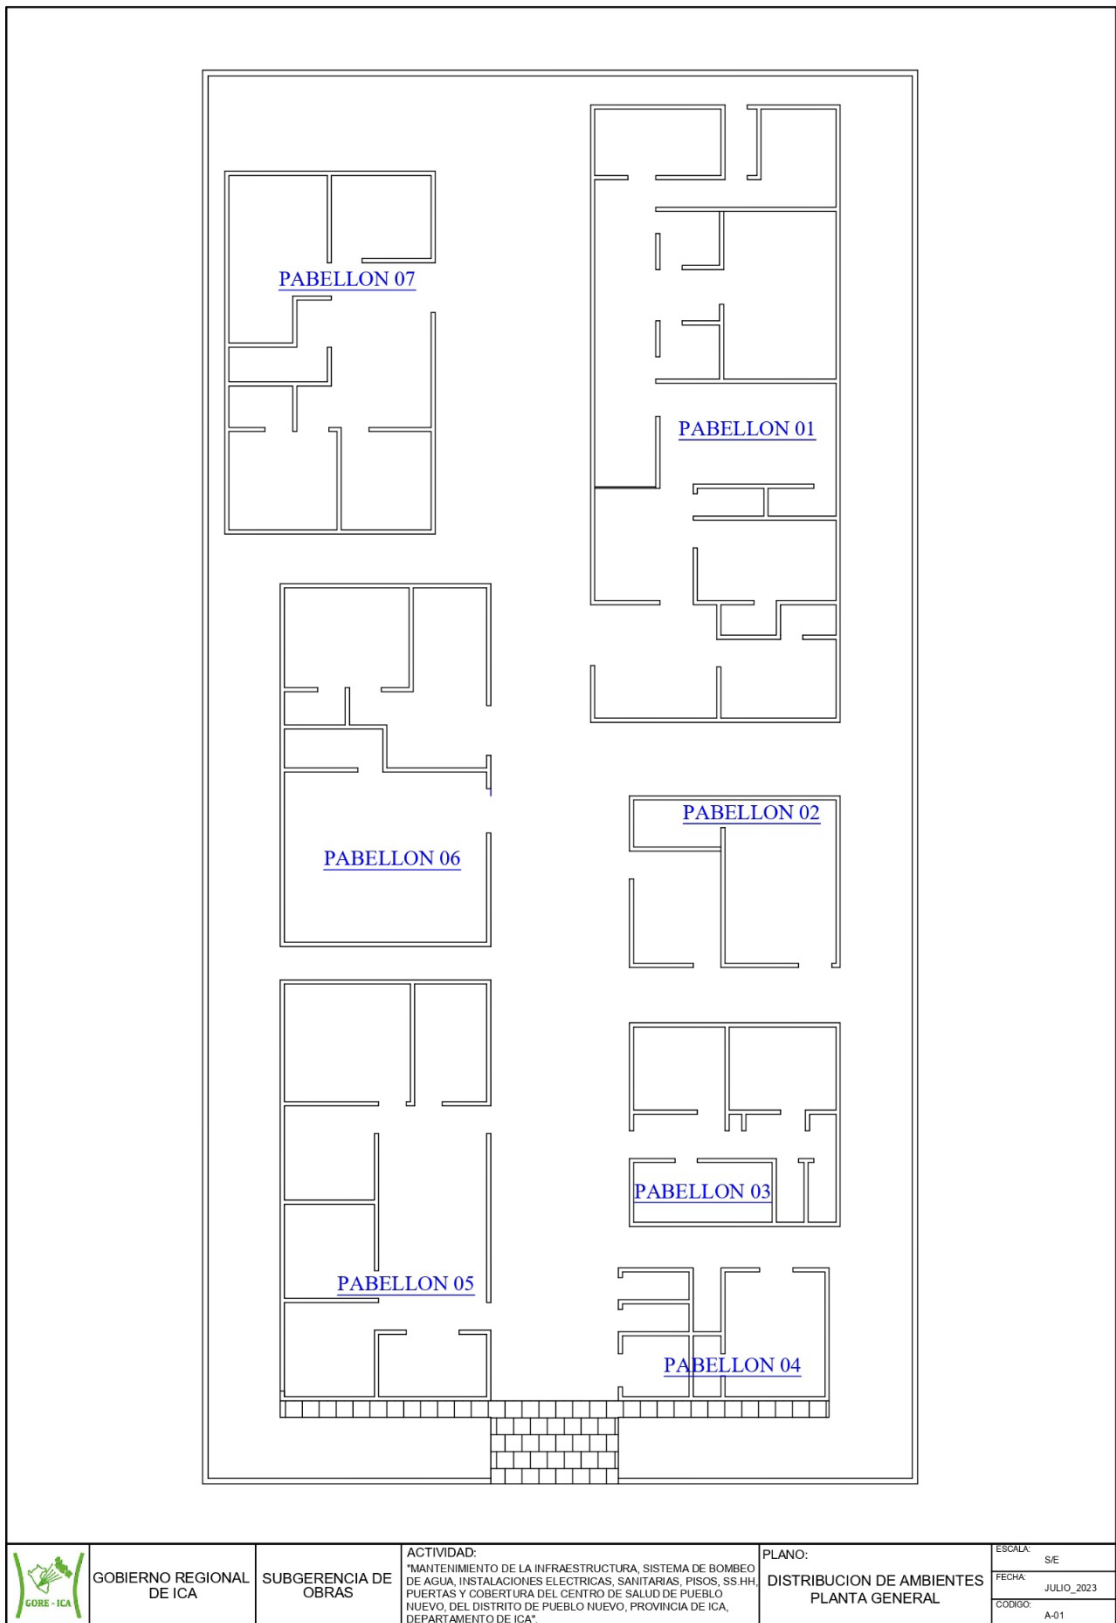 PABELLON 07
PABELLON 01
PABELLON 06
PABELLON 02
PABELLON 03
PABELLON 05
PABELLON 04
GORE - ICA
GOBIERNO REGIONAL
DE ICA
SUBGERENCIA DE
OBRAS
ACTIVIDAD:
"MANTENIMIENTO DE LA INFRAESTRUCTURA, SISTEMA DE BOMBEO
DE AGUA, INSTALACIONES ELECTRICAS, SANITARIAS, PISOS, SS.HH,
PUERTAS Y COBERTURA DEL CENTRO DE SALUD DE PUEBLO
NUEVO, DEL DISTRITO DE PUEBLO NUEVO, PROVINCIA DE ICA,
DEPARTAMENTO DE ICA".
PLANO:
DISTRIBUCION DE AMBIENTES
PLANTA GENERAL
ESCALA:
S/E
FECHA:
JULIO_2023
CODIGO:
A-01